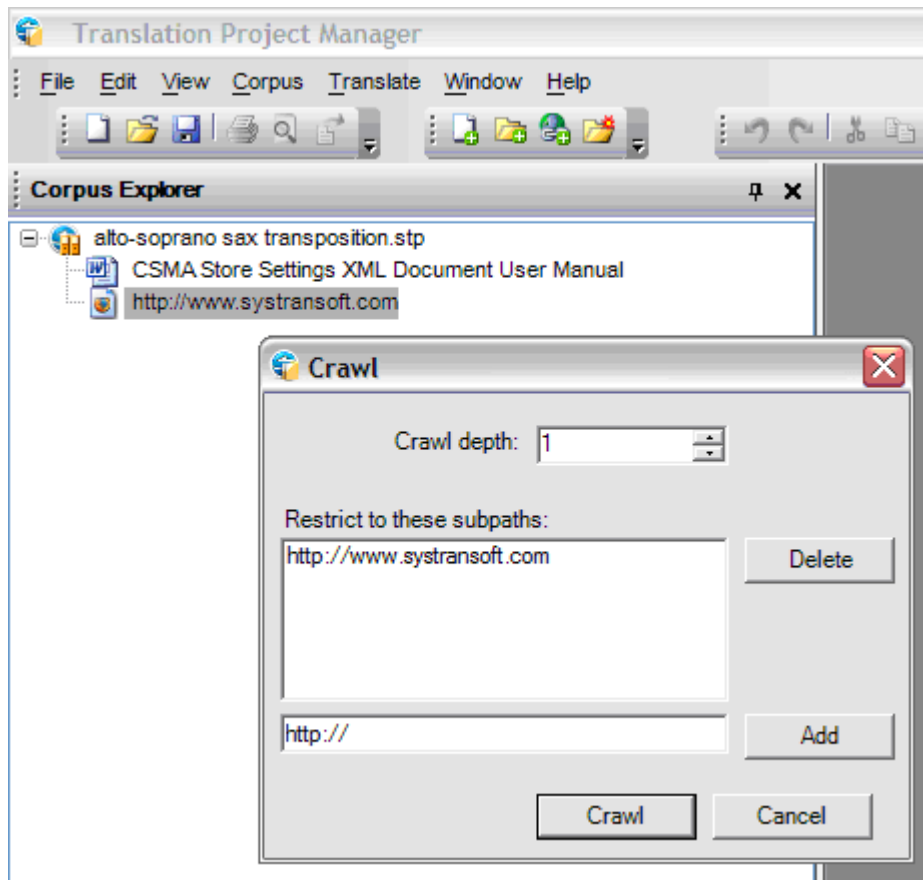 Translation Project Manager
File Edit View Corpus Translate Window Help
Corpus Explorer
alto-soprano sax transposition.stp
CSMA Store Settings XML Document User Manual
http://www.systransoft.com
Crawl
Crawl depth: 1
Restrict to these subpaths:
http://www.systransoft.com
Delete
http://
Add
Crawl Cancel